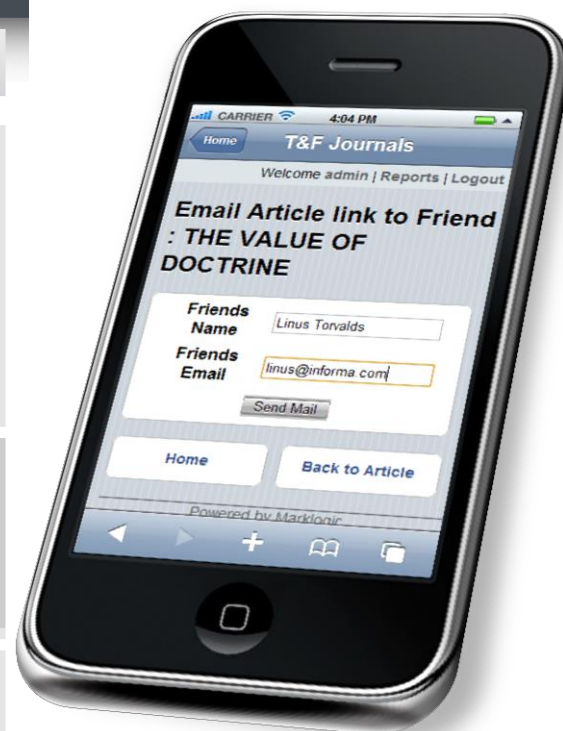 CARRIER 4:04 PM
Home T&F Journals
Welcome admin | Reports | Logout
Email Article link to Friend
: THE VALUE OF
DOCTRINE
Friends
Name Linus Torvalds
Friends
Email linus@informa.com
Send Mail
Home Back to Article
Powered by Marklogic